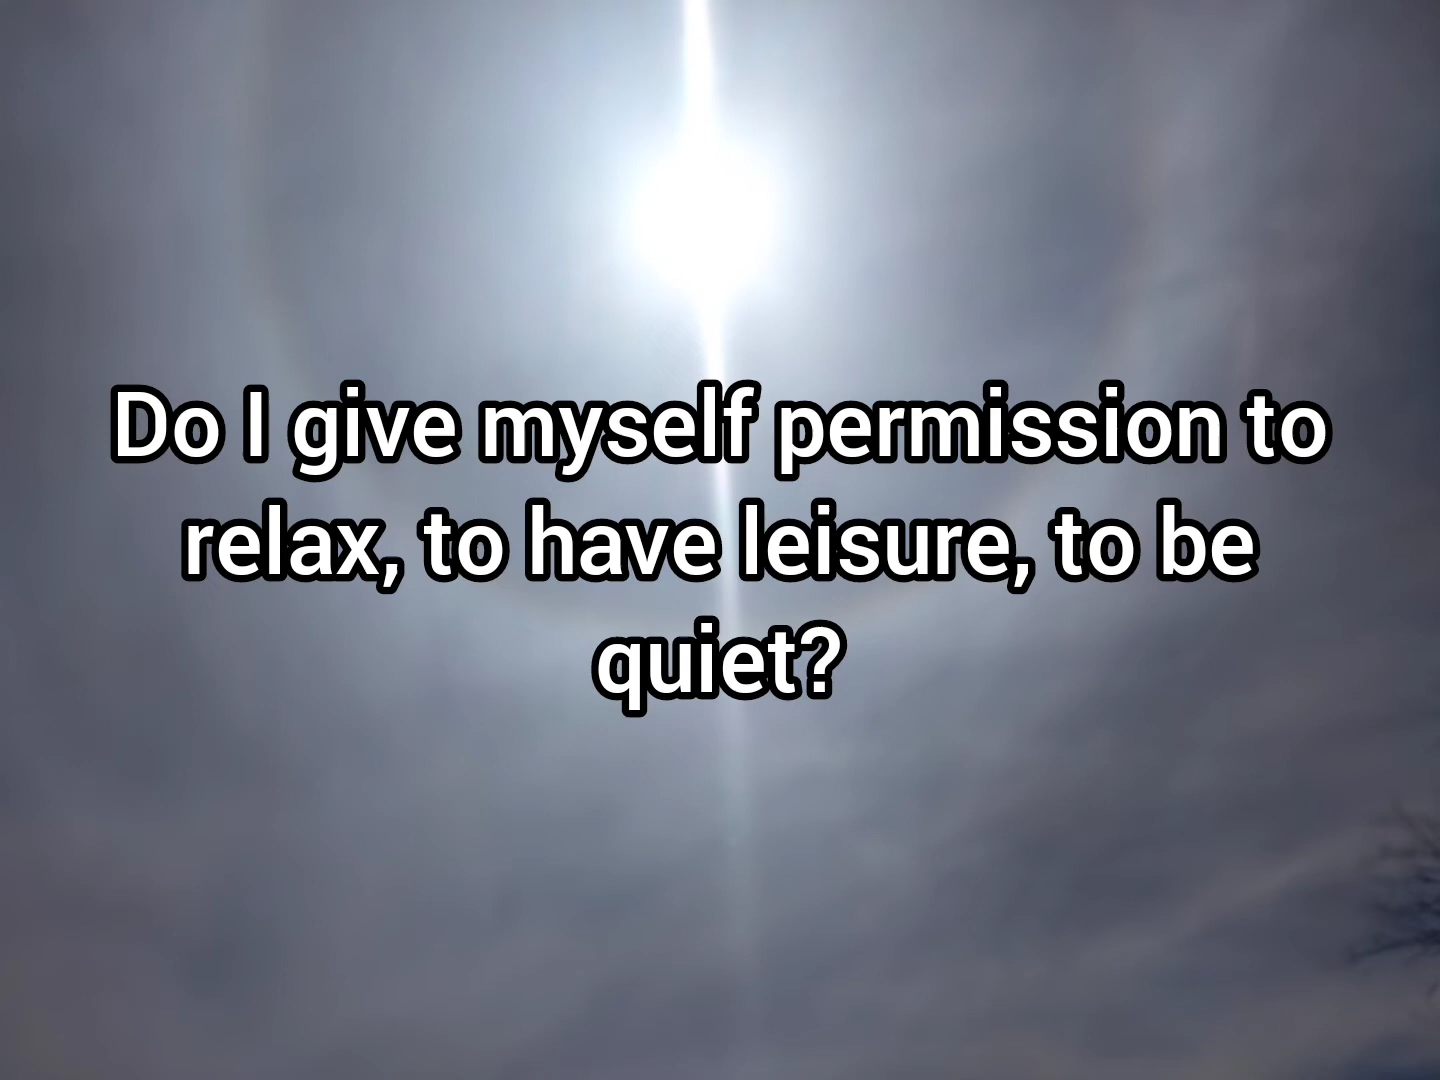 Do I give myself permission to
relax, to have leisure, to be
quiet?